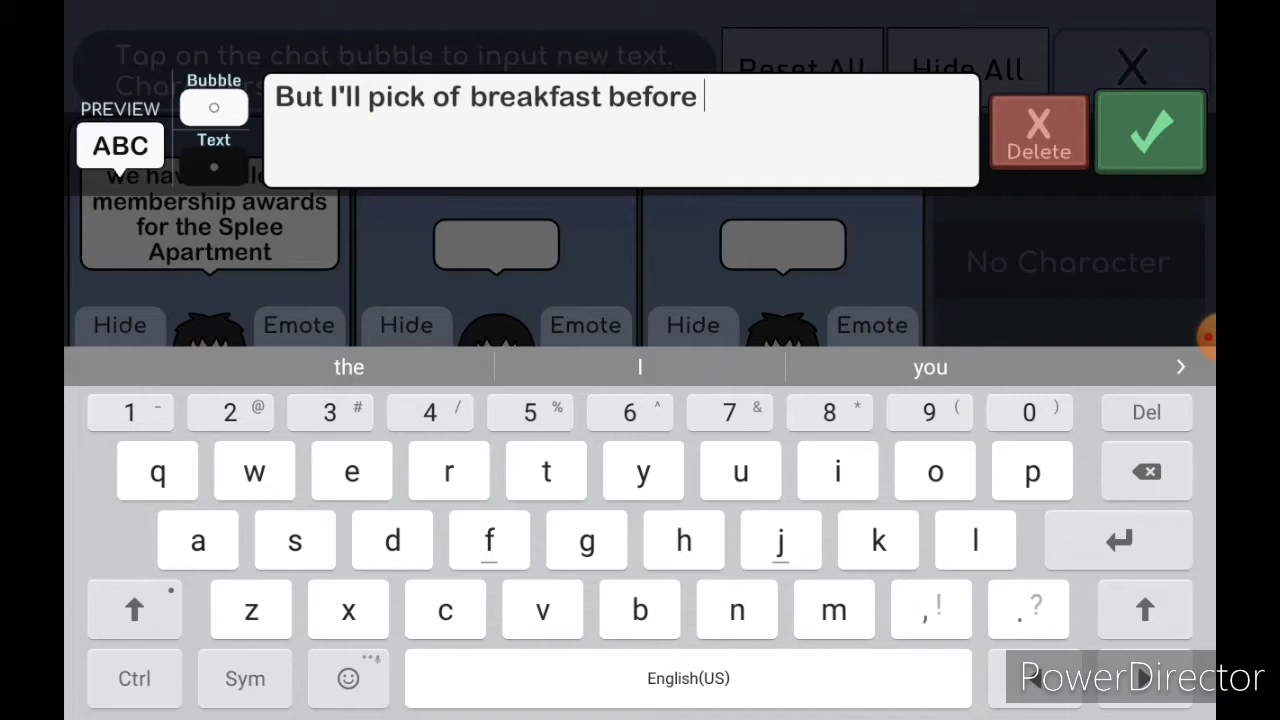 Tap on the chat bubble to input new text.
Reset All
Hide All
X
PREVIEW
ABC
Bubble
Text
But I'll pick of breakfast before
X
Delete
membership awards
for the Splee
Apartment
No Character
Hide
Emote
Hide
Emote
Hide
Emote
the
I
you
1 - 2 @ 3 # 4 / 5 % 6 ^ 7 & 8 * 9 ( 0 ) Del
q w e r t y u i o p
a s d f g h j k l
z x c v b n m , ! . ?
Ctrl Sym English(US)
PowerDirector